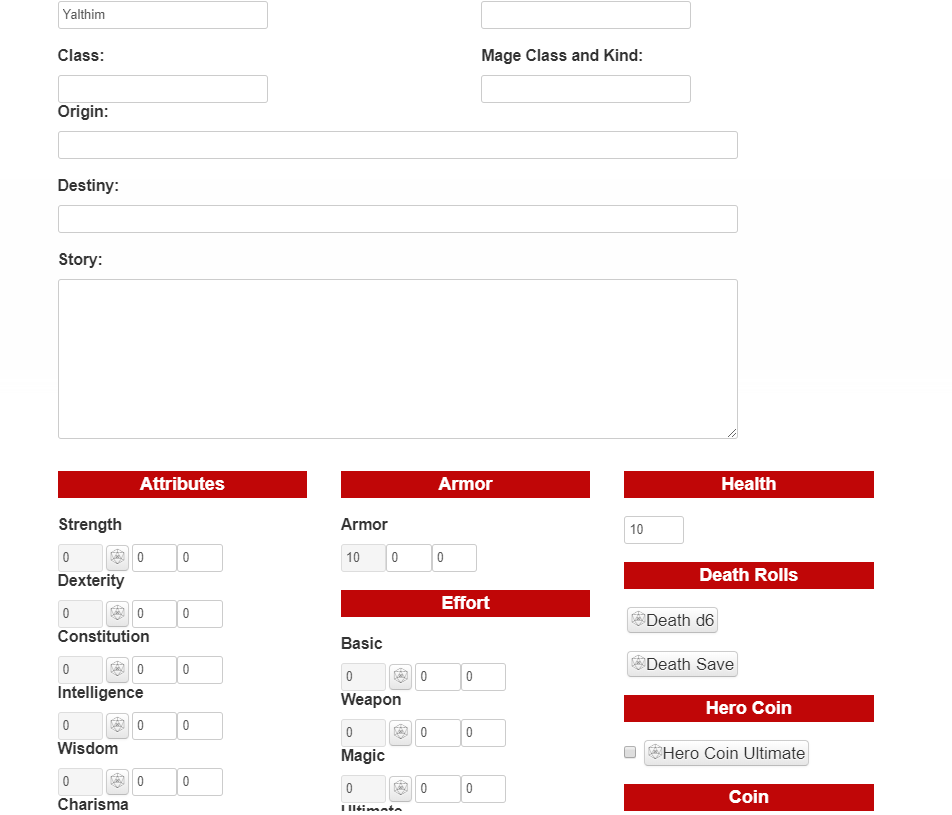 Yalthim
Class:
Mage Class and Kind:
Origin:
Destiny:
Story:
Attributes
Strength
0 0 0
Dexterity
0 0 0
Constitution
0 0 0
Intelligence
0 0 0
Wisdom
0 0 0
Charisma
Armor
Armor
10 0 0
Effort
Basic
0 0 0
Weapon
0 0 0
Magic
0 0 0
Ultimate
Health
10
Death Rolls
Death d6
Death Save
Hero Coin
Hero Coin Ultimate
Coin